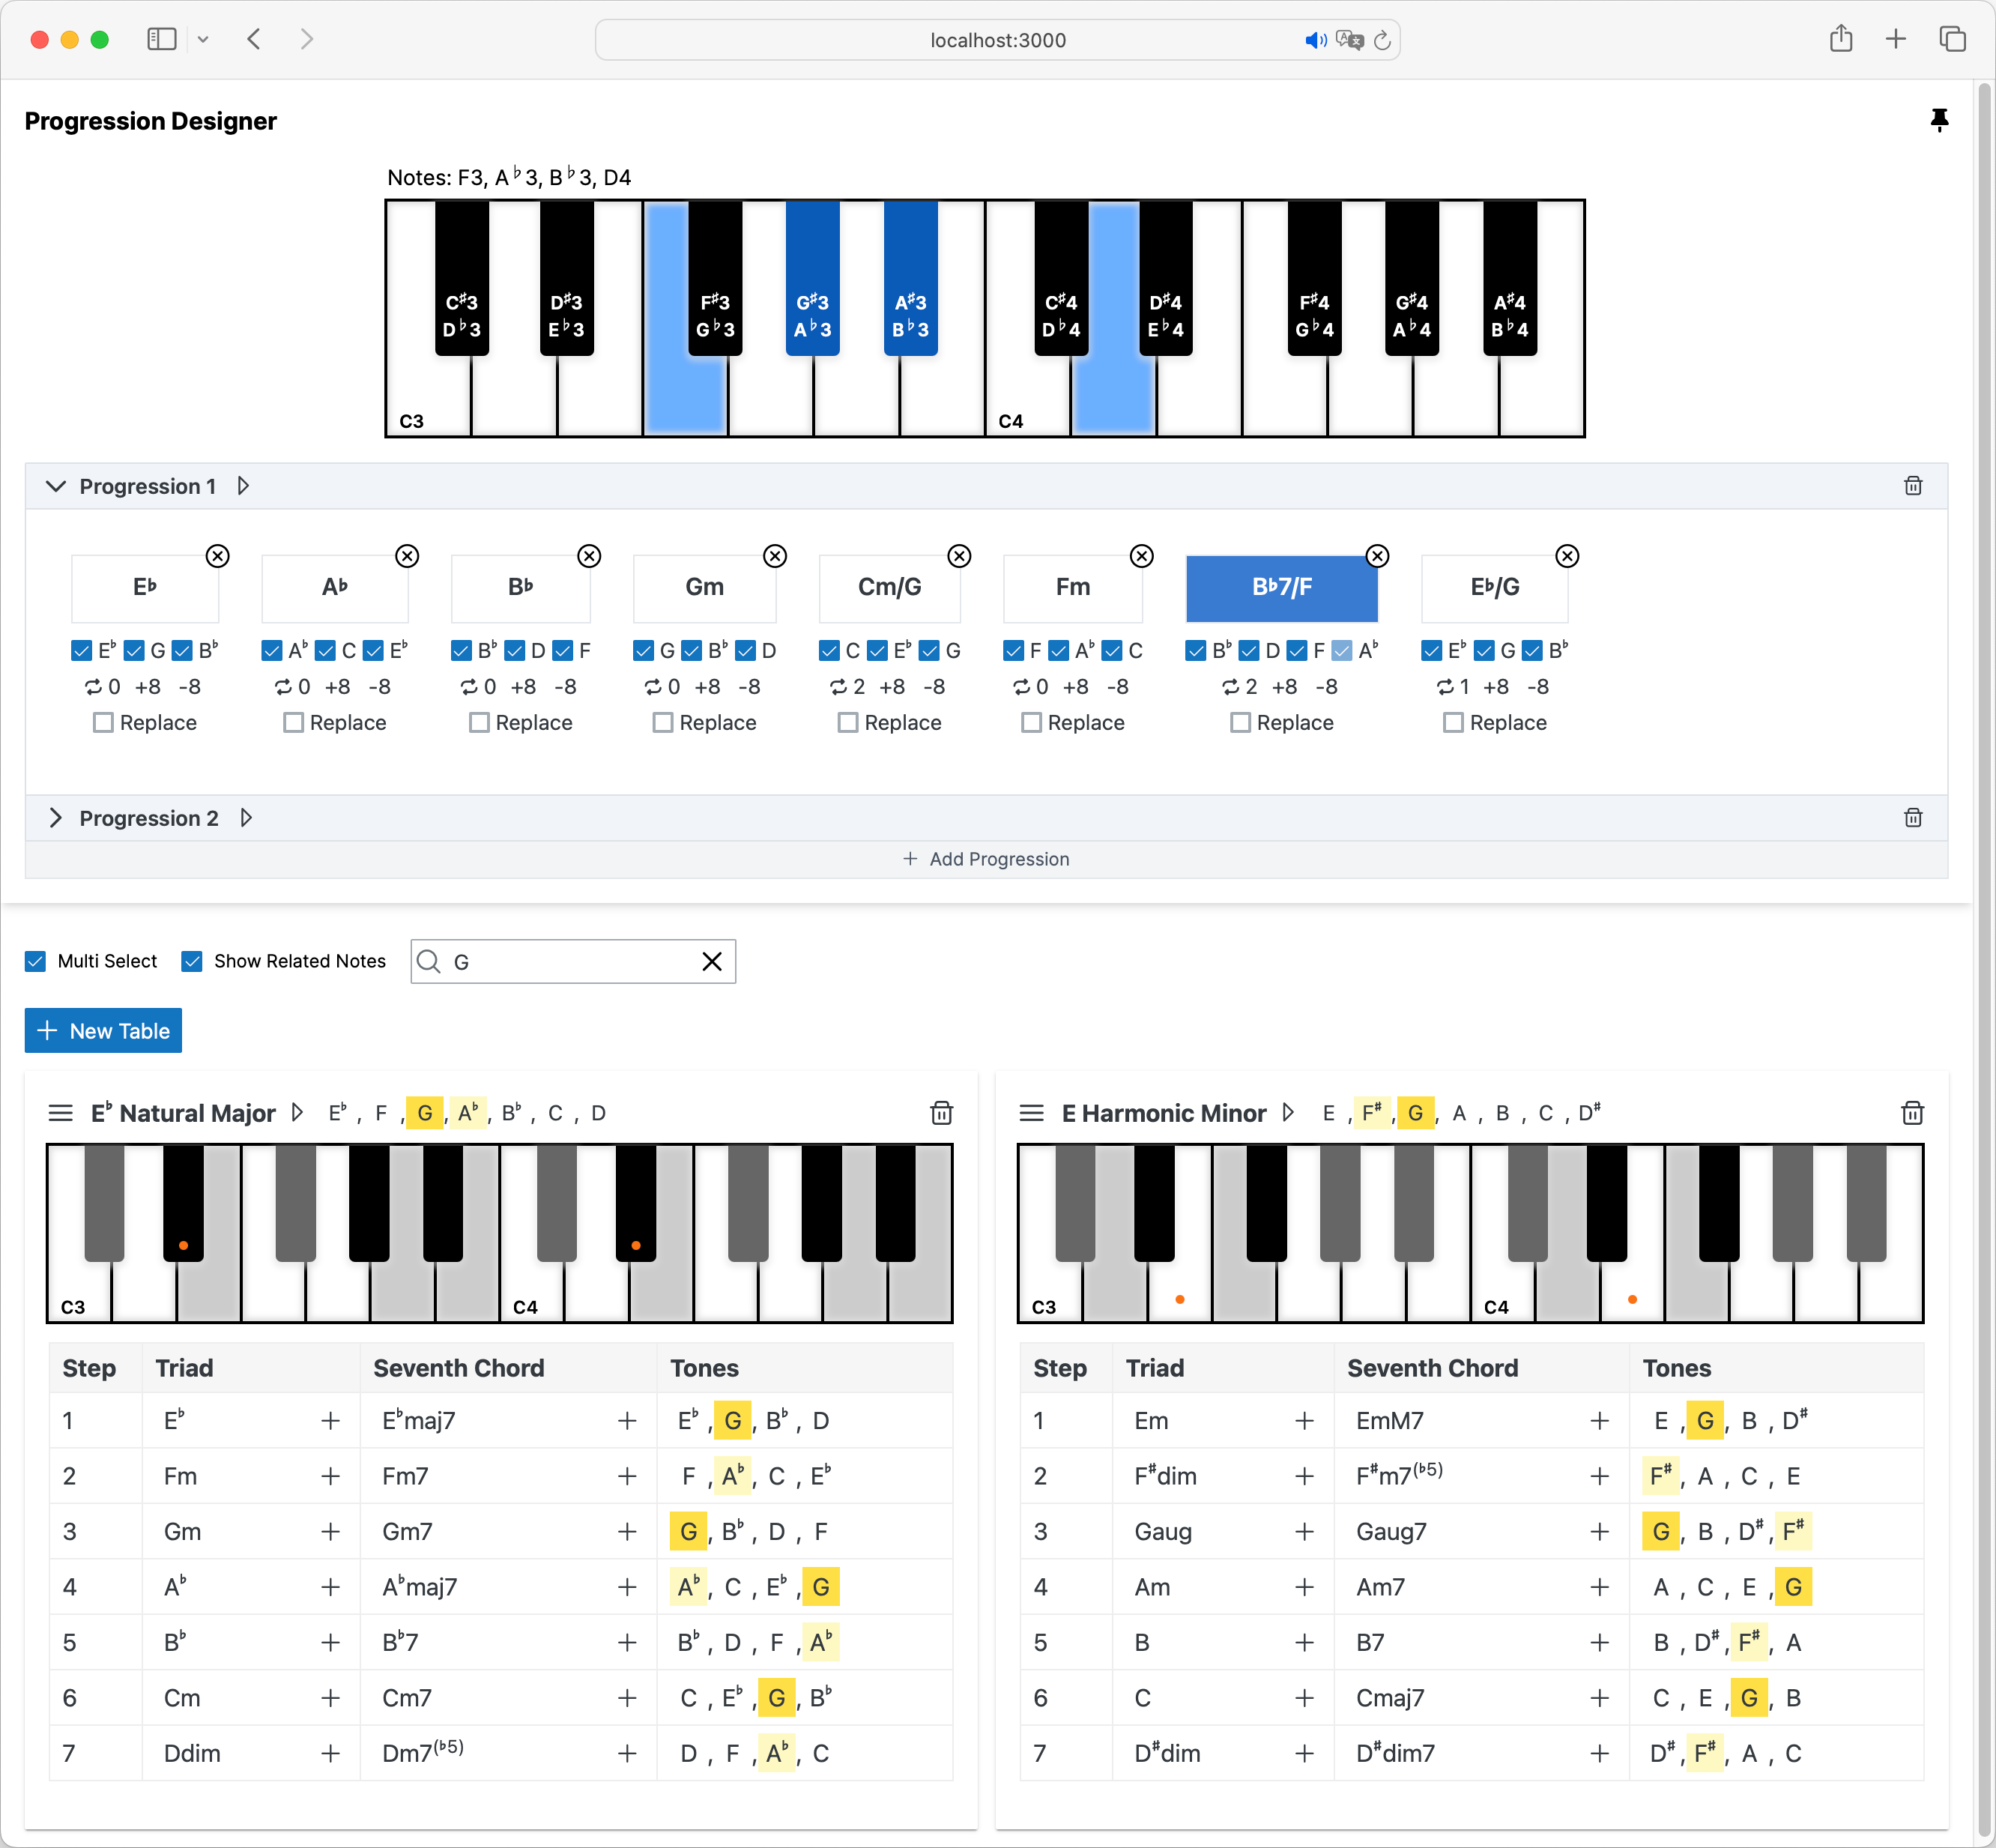 localhost:3000
Progression Designer
Notes: F3, A♭3, B♭3, D4
C♯3 D♯3 F♯3 G♯3 A♯3 C♯4 D♯4 F♯4 G♯4 A♯4
D♭3 E♭3 G♭3 A♭3 B♭3 D♭4 E♭4 G♭4 A♭4 B♭4
C3 C4
Progression 1
E♭ A♭ B♭ Gm Cm/G Fm B♭7/F E♭/G
E♭ G B♭ A♭ C E♭ B♭ D F G B♭ D C E♭ G F A♭ C B♭ D F A♭ E♭ G B♭
0 +8 -8 0 +8 -8 0 +8 -8 0 +8 -8 2 +8 -8 0 +8 -8 2 +8 -8 1 +8 -8
Replace Replace Replace Replace Replace Replace Replace Replace
Progression 2
+ Add Progression
Multi Select Show Related Notes G
+ New Table
E♭ Natural Major E♭ , F , G , A♭ , B♭ , C , D
C3 C4
Step Triad Seventh Chord Tones
1 E♭ + E♭maj7 + E♭ , G , B♭ , D
2 Fm + Fm7 + F , A♭ , C , E♭
3 Gm + Gm7 + G , B♭ , D , F
4 A♭ + A♭maj7 + A♭ , C , E♭ , G
5 B♭ + B♭7 + B♭ , D , F , A♭
6 Cm + Cm7 + C , E♭ , G , B♭
7 Ddim + Dm7(♭5) + D , F , A♭ , C
E Harmonic Minor E , F♯ , G , A , B , C , D♯
C3 C4
Step Triad Seventh Chord Tones
1 Em + EmM7 + E , G , B , D♯
2 F♯dim + F♯m7(♭5) + F♯ , A , C , E
3 Gaug + Gaug7 + G , B , D♯ , F♯
4 Am + Am7 + A , C , E , G
5 B + B7 + B , D♯ , F♯ , A
6 C + Cmaj7 + C , E , G , B
7 D♯dim + D♯dim7 + D♯ , F♯ , A , C